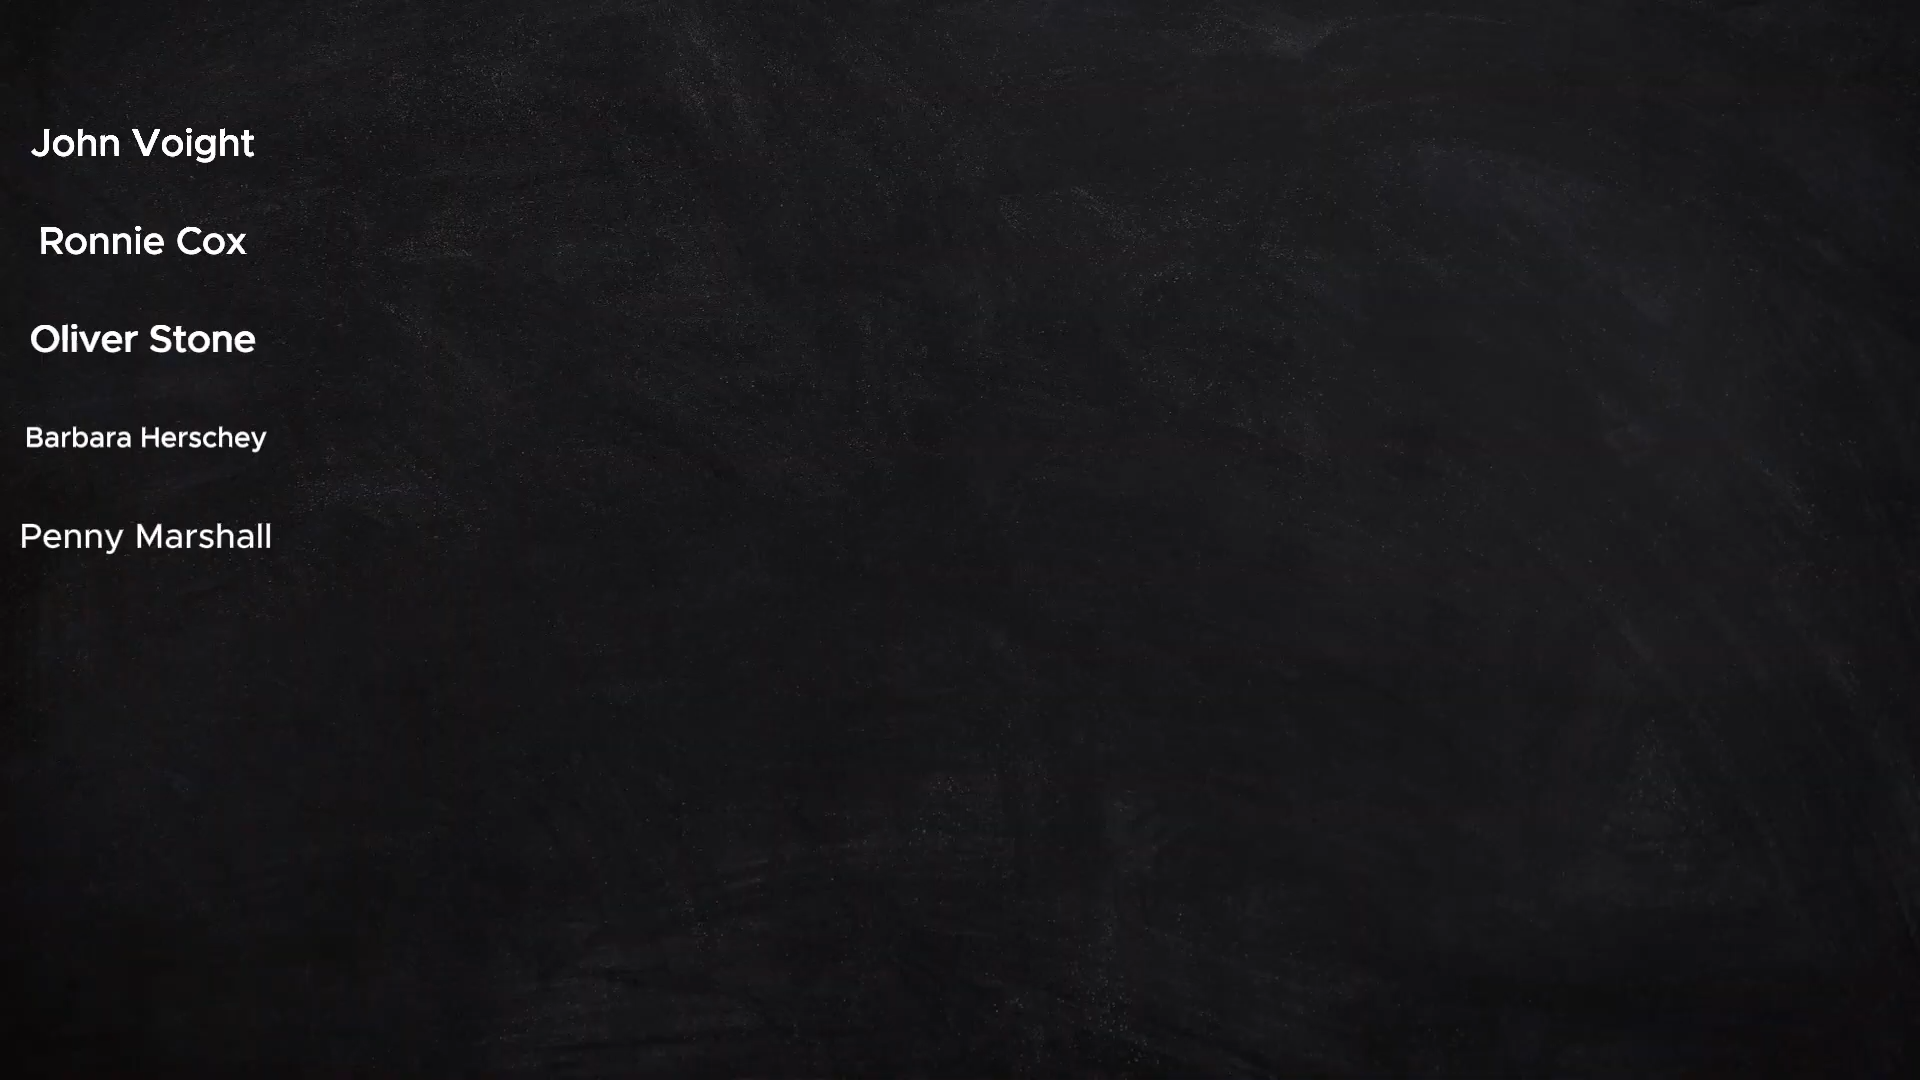 John Voight
Ronnie Cox
Oliver Stone
Barbara Herschey
Penny Marshall